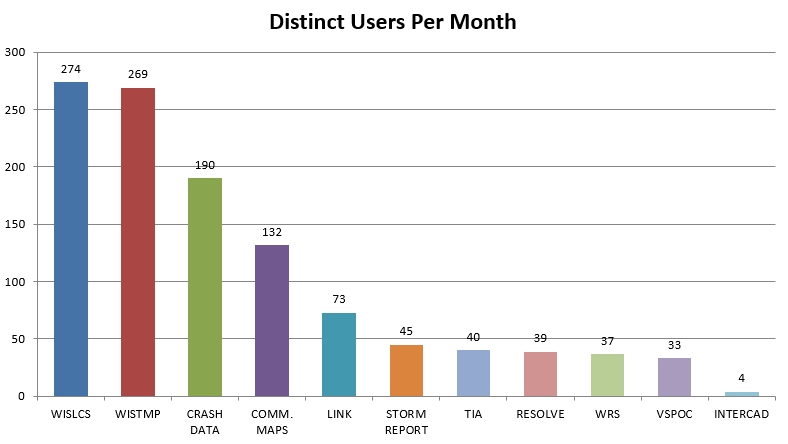 Distinct Users Per Month
300
250
200
150
100
50
0
274
269
190
132
73
45
40
39
37
33
4
WISLCS
WISTMP
CRASH
DATA
COMM.
MAPS
LINK
STORM
REPORT
TIA
RESOLVE
WRS
VSPOC
INTERCAD